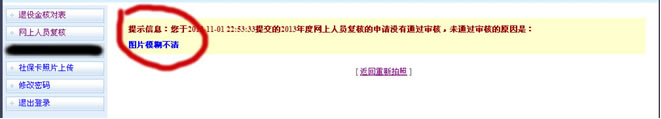 退役金核对表
网上人员复核
社保卡照片上传
修改密码
退出登录
提示信息：您于2013-11-01 22:53:33提交的2013年度网上人员复核的申请没有通过审核，未通过审核的原因是：
图片模糊不清
[ 返回重新拍照 ]